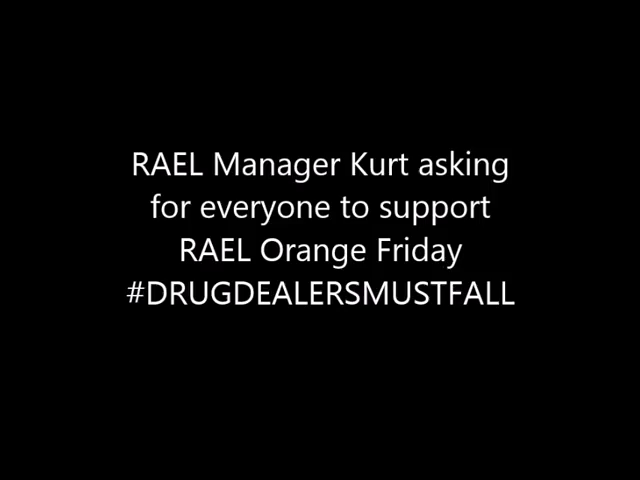 RAEL Manager Kurt asking
for everyone to support
RAEL Orange Friday
#DRUGDEALERSMUSTFALL